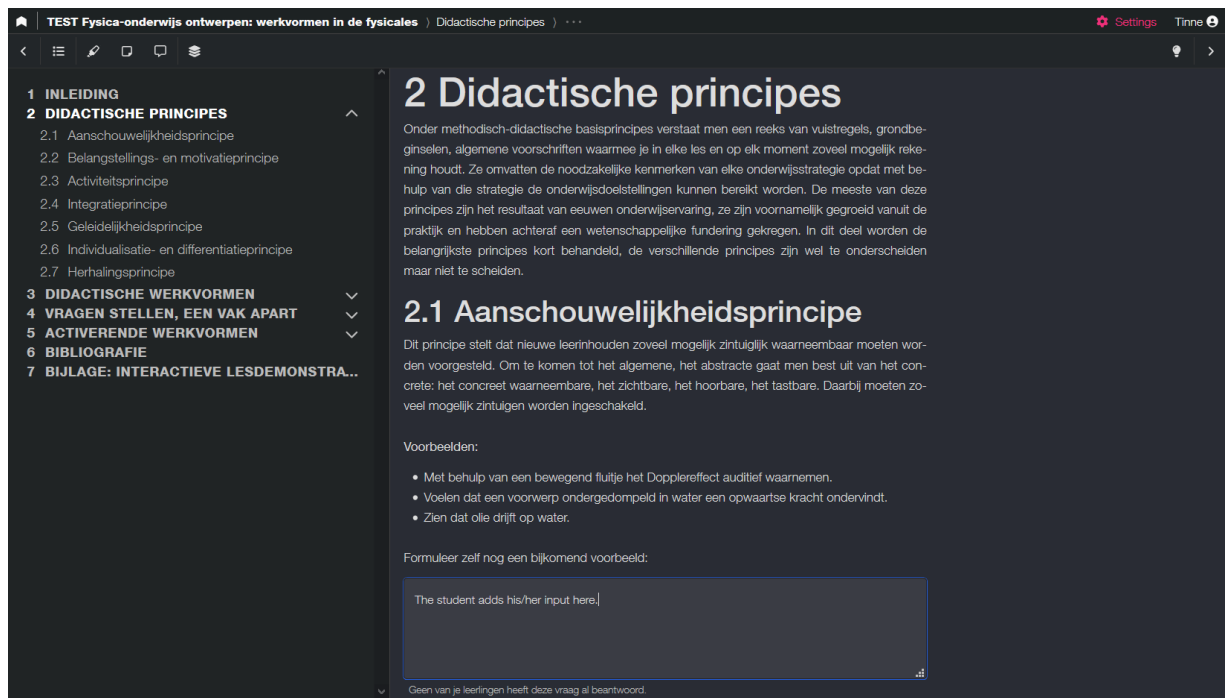 TEST Fysica-onderwijs ontwerpen: werkvormen in de fysicales ⟩ Didactische principes ⟩ ···
Settings Tinne
1 INLEIDING
2 DIDACTISCHE PRINCIPES
2.1 Aanschouwelijkheidsprincipe
2.2 Belangstellings- en motivatieprincipe
2.3 Activiteitsprincipe
2.4 Integratieprincipe
2.5 Geleidelijkheidsprincipe
2.6 Individualisatie- en differentiatieprincipe
2.7 Herhalingsprincipe
3 DIDACTISCHE WERKVORMEN
4 VRAGEN STELLEN, EEN VAK APART
5 ACTIVERENDE WERKVORMEN
6 BIBLIOGRAFIE
7 BIJLAGE: INTERACTIEVE LESDEMONSTRA...
2 Didactische principes
Onder methodisch-didactische basisprincipes verstaat men een reeks van vuistregels, grondbe-
ginselen, algemene voorschriften waarmee je in elke les en op elk moment zoveel mogelijk reke-
ning houdt. Ze omvatten de noodzakelijke kenmerken van elke onderwijsstrategie opdat met be-
hulp van die strategie de onderwijsdoelstellingen kunnen bereikt worden. De meeste van deze
principes zijn het resultaat van eeuwen onderwijservaring, ze zijn voornamelijk gegroeid vanuit de
praktijk en hebben achteraf een wetenschappelijke fundering gekregen. In dit deel worden de
belangrijkste principes kort behandeld, de verschillende principes zijn wel te onderscheiden
maar niet te scheiden.
2.1 Aanschouwelijkheidsprincipe
Dit principe stelt dat nieuwe leerinhouden zoveel mogelijk zintuiglijk waarneembaar moeten wor-
den voorgesteld. Om te komen tot het algemene, het abstracte gaat men best uit van het con-
crete: het concreet waarneembare, het zichtbare, het hoorbare, het tastbare. Daarbij moeten zo-
veel mogelijk zintuigen worden ingeschakeld.
Voorbeelden:
• Met behulp van een bewegend fluitje het Dopplereffect auditief waarnemen.
• Voelen dat een voorwerp ondergedompeld in water een opwaartse kracht ondervindt.
• Zien dat olie drijft op water.
Formuleer zelf nog een bijkomend voorbeeld:
The student adds his/her input here.
Geen van je leerlingen heeft deze vraag al beantwoord.